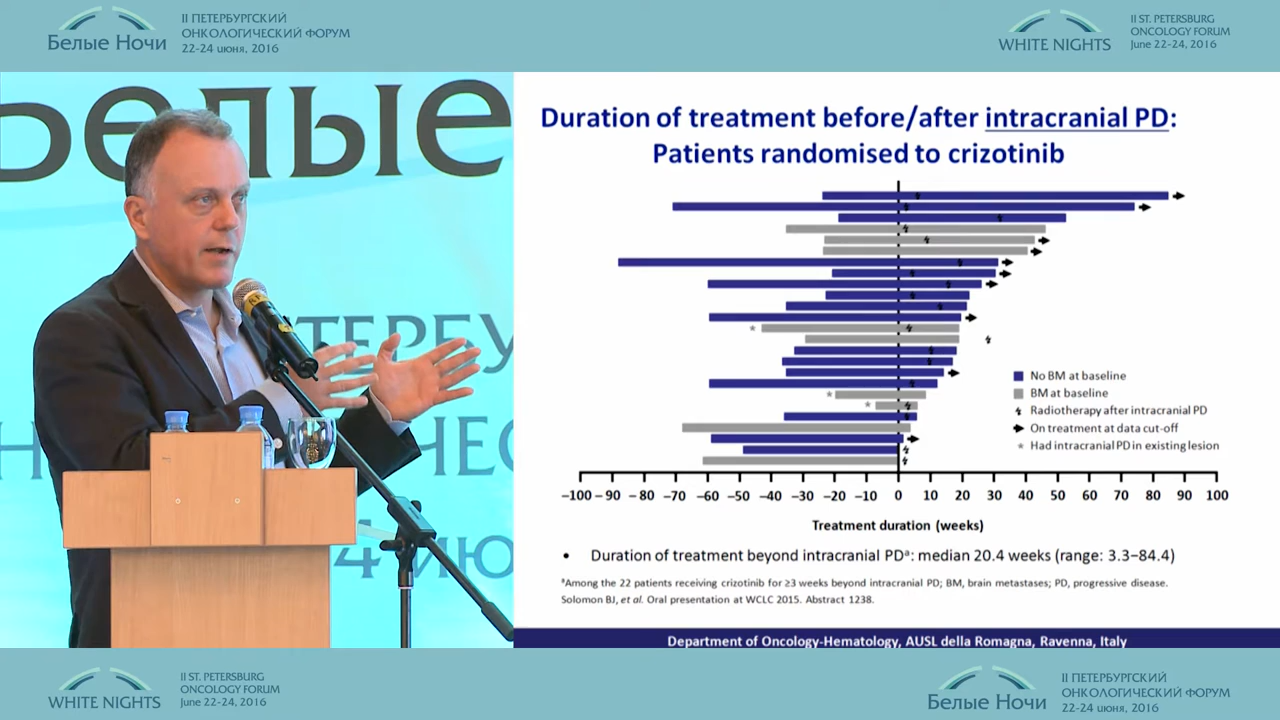 II ПЕТЕРБУРГСКИЙ
ОНКОЛОГИЧЕСКИЙ ФОРУМ
Белые Ночи
22-24 июня, 2016
II ST. PETERSBURG
ONCOLOGY FORUM
WHITE NIGHTS
June 22-24, 2016
Белые
Duration of treatment before/after intracranial PD:
Patients randomised to crizotinib
No BM at baseline
BM at baseline
Radiotherapy after intracranial PD
On treatment at data cut-off
* Had intracranial PD in existing lesion
–100 –90 –80 –70 –60 –50 –40 –30 –20 –10 0 10 20 30 40 50 60 70 80 90 100
Treatment duration (weeks)
• Duration of treatment beyond intracranial PDᵃ: median 20.4 weeks (range: 3.3–84.4)
ᵃAmong the 22 patients receiving crizotinib for ≥3 weeks beyond intracranial PD; BM, brain metastases; PD, progressive disease.
Solomon BJ, et al. Oral presentation at WCLC 2015. Abstract 1238.
Department of Oncology-Hematology, AUSL della Romagna, Ravenna, Italy
II ST. PETERSBURG
ONCOLOGY FORUM
WHITE NIGHTS
June 22-24, 2016
II ПЕТЕРБУРГСКИЙ
ОНКОЛОГИЧЕСКИЙ ФОРУМ
Белые Ночи
22-24 июня, 2016